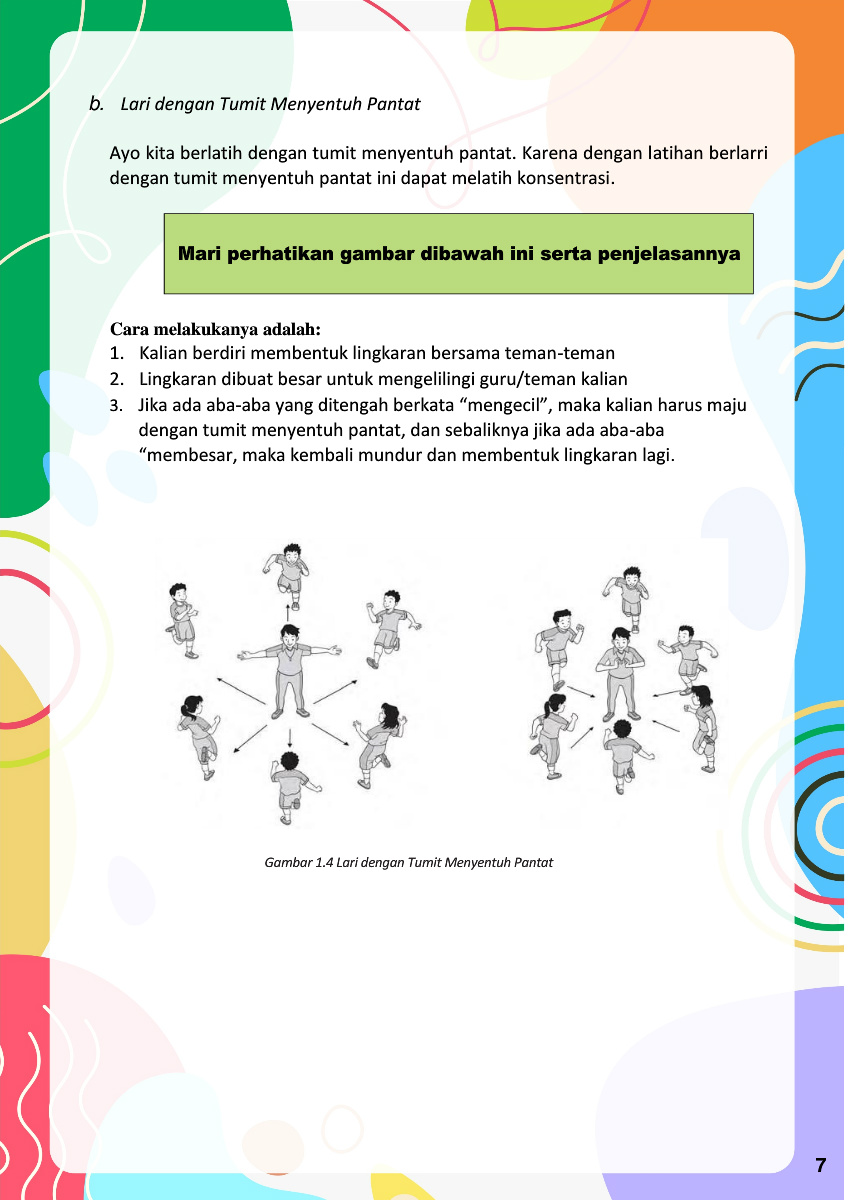 b. Lari dengan Tumit Menyentuh Pantat
Ayo kita berlatih dengan tumit menyentuh pantat. Karena dengan latihan berlarri
dengan tumit menyentuh pantat ini dapat melatih konsentrasi.
Mari perhatikan gambar dibawah ini serta penjelasannya
Cara melakukanya adalah:
1. Kalian berdiri membentuk lingkaran bersama teman-teman
2. Lingkaran dibuat besar untuk mengelilingi guru/teman kalian
3. Jika ada aba-aba yang ditengah berkata “mengecil”, maka kalian harus maju
dengan tumit menyentuh pantat, dan sebaliknya jika ada aba-aba
“membesar, maka kembali mundur dan membentuk lingkaran lagi.
Gambar 1.4 Lari dengan Tumit Menyentuh Pantat
7